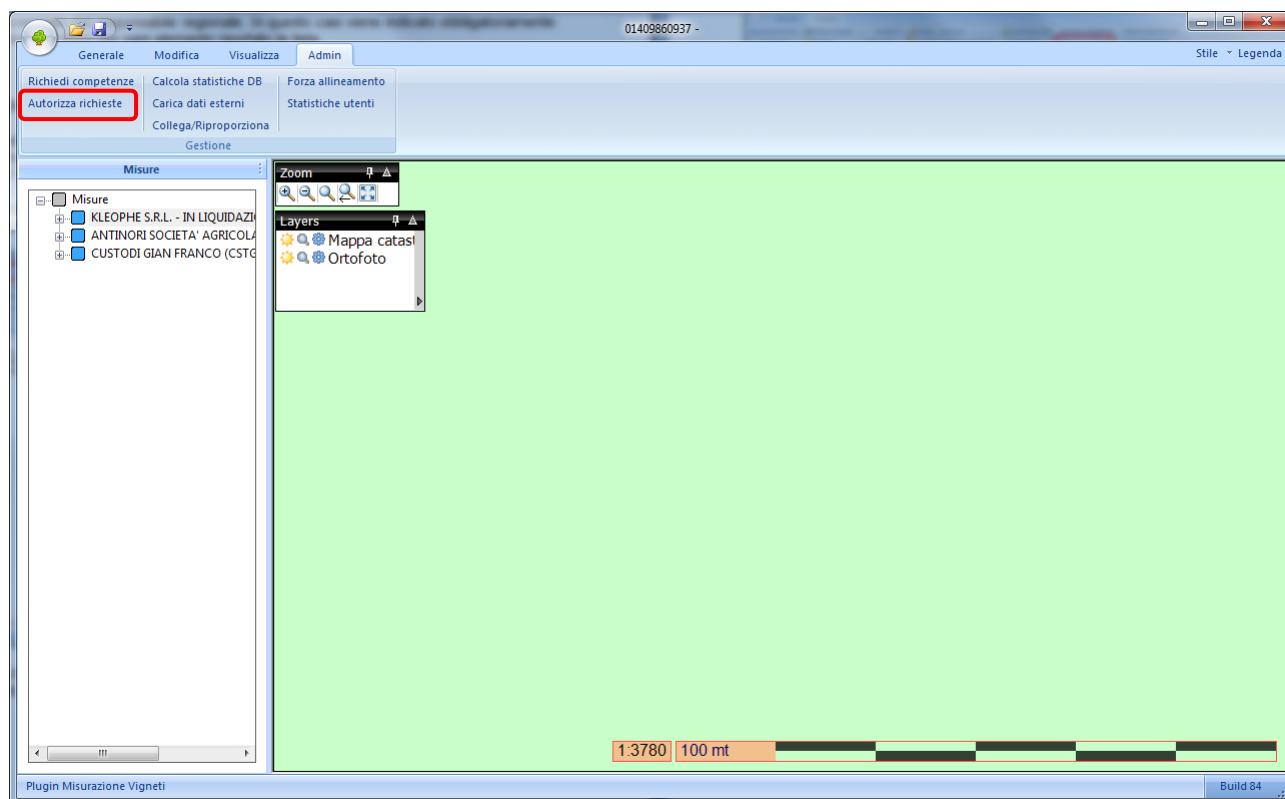 01409860937 -
Generale Modifica Visualizza Admin Stile Legenda
Richiedi competenze Calcola statistiche DB Forza allineamento
Autorizza richieste Carica dati esterni Statistiche utenti
Collega/Riproporziona
Gestione
Misure
Misure
KLEOPHE S.R.L. - IN LIQUIDAZI
ANTINORI SOCIETA' AGRICOLA
CUSTODI GIAN FRANCO (CSTG
Zoom
Layers
Mappa catast
Ortofoto
1:3780 100 mt
Plugin Misurazione Vigneti Build 84